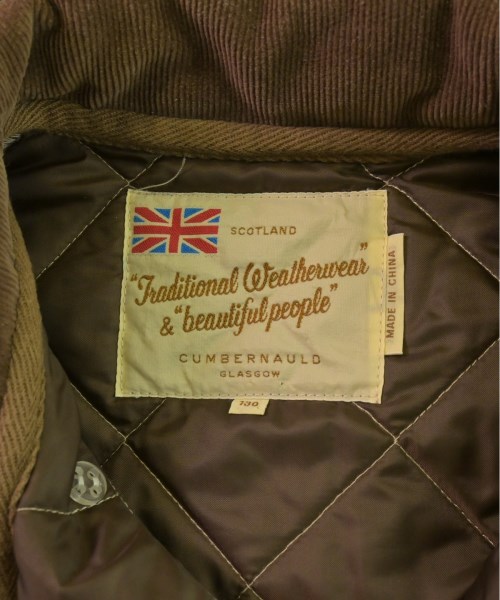 SCOTLAND
"Traditional Weatherwear"
& "beautiful people"
CUMBERNAULD
GLASGOW
MADE IN CHINA
130